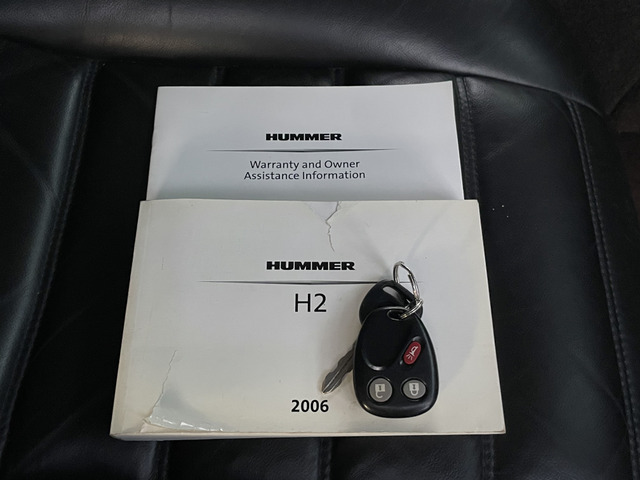 HUMMER
Warranty and Owner
Assistance Information
HUMMER
H2
2006